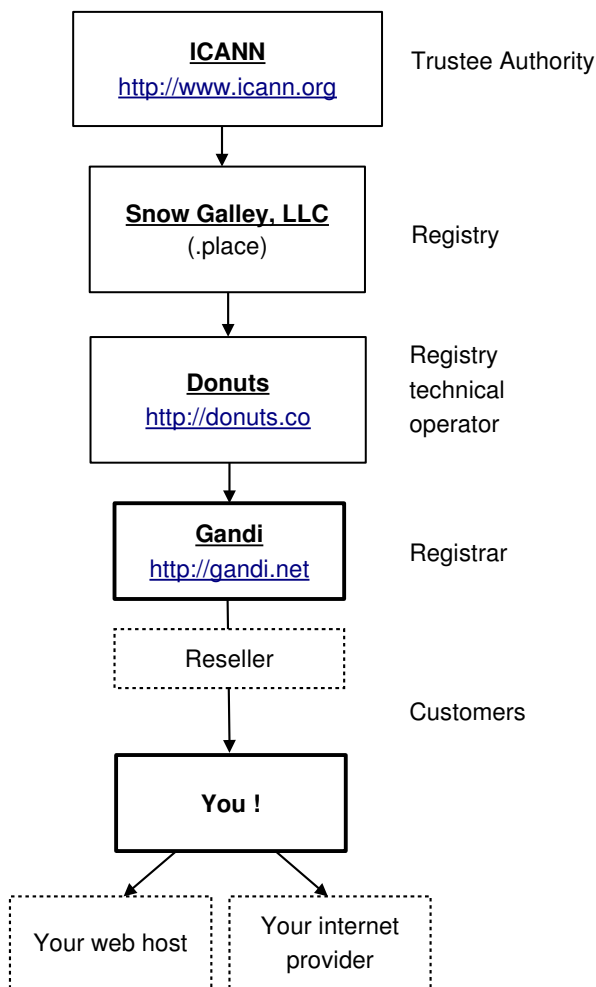 ICANN
http://www.icann.org
Trustee Authority
Snow Galley, LLC
(.place)
Registry
Donuts
http://donuts.co
Registry
technical
operator
Gandi
http://gandi.net
Registrar
Reseller
Customers
You !
Your web host
Your internet
provider